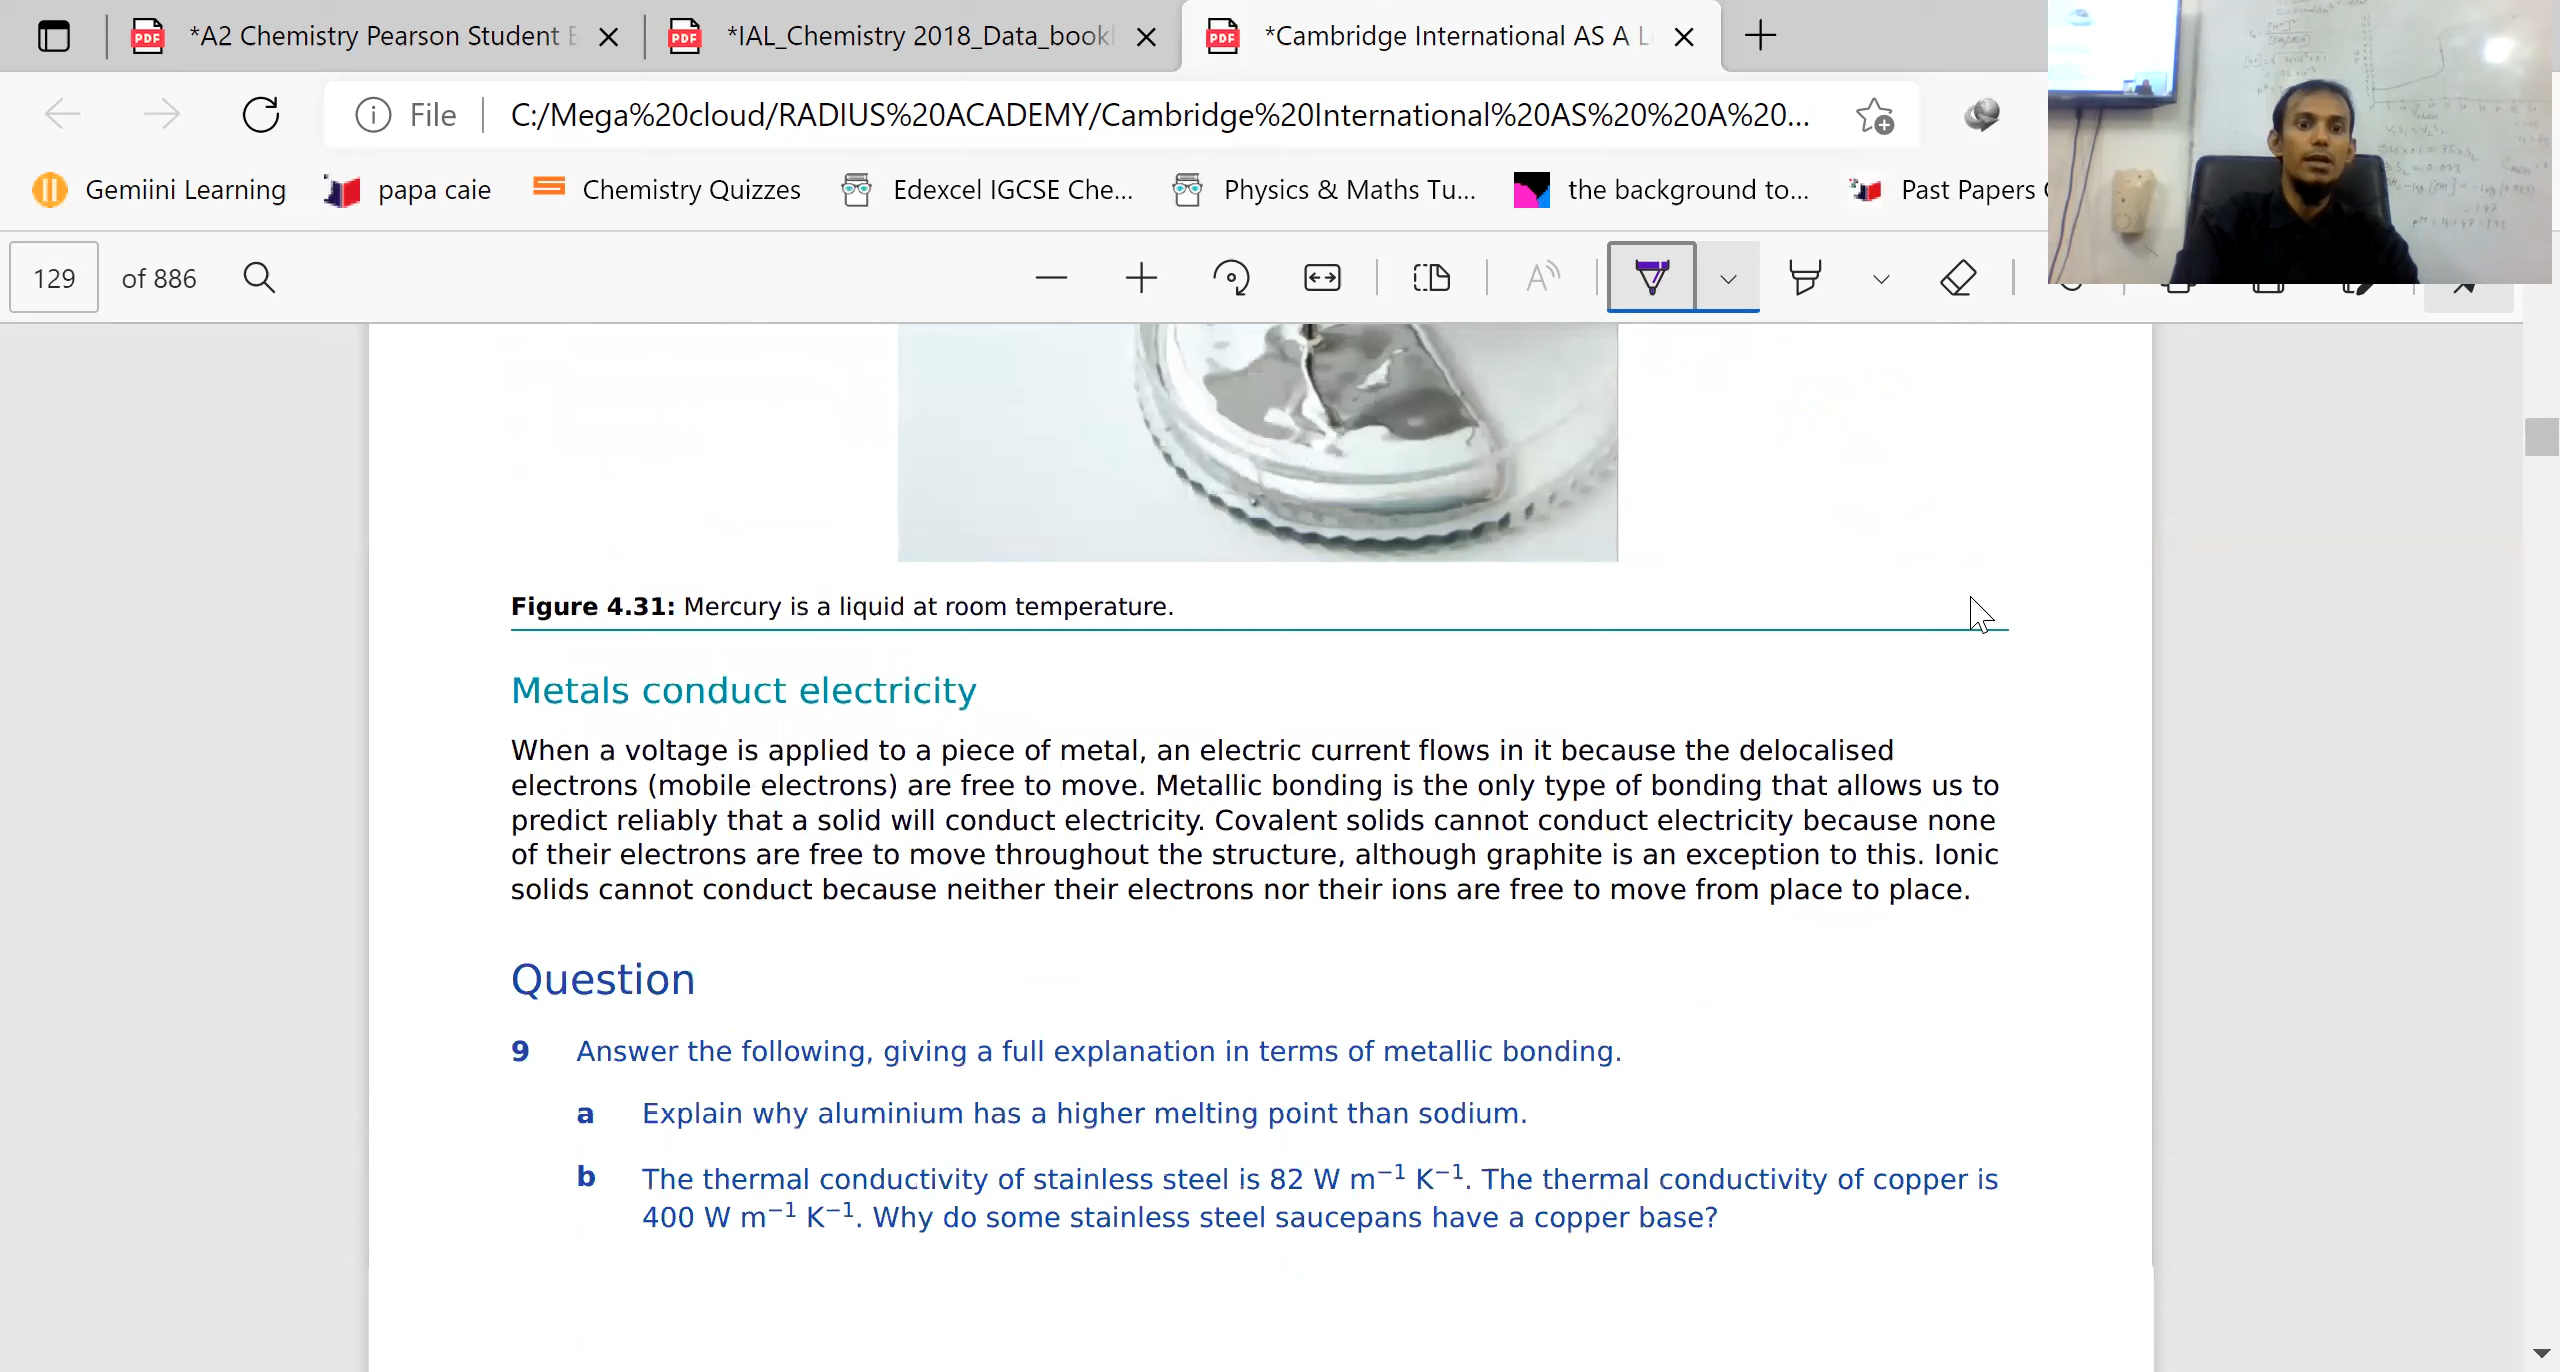 *A2 Chemistry Pearson Student
*IAL_Chemistry 2018_Data_book
*Cambridge International AS A L
File
C:/Mega%20cloud/RADIUS%20ACADEMY/Cambridge%20International%20AS%20%20A%20...
Gemiini Learning
papa caie
Chemistry Quizzes
Edexcel IGCSE Che...
Physics & Maths Tu...
the background to...
Past Papers
129 of 886
Figure 4.31: Mercury is a liquid at room temperature.
Metals conduct electricity
When a voltage is applied to a piece of metal, an electric current flows in it because the delocalised
electrons (mobile electrons) are free to move. Metallic bonding is the only type of bonding that allows us to
predict reliably that a solid will conduct electricity. Covalent solids cannot conduct electricity because none
of their electrons are free to move throughout the structure, although graphite is an exception to this. Ionic
solids cannot conduct because neither their electrons nor their ions are free to move from place to place.
Question
9 Answer the following, giving a full explanation in terms of metallic bonding.
a Explain why aluminium has a higher melting point than sodium.
b The thermal conductivity of stainless steel is 82 W m⁻¹ K⁻¹. The thermal conductivity of copper is
400 W m⁻¹ K⁻¹. Why do some stainless steel saucepans have a copper base?